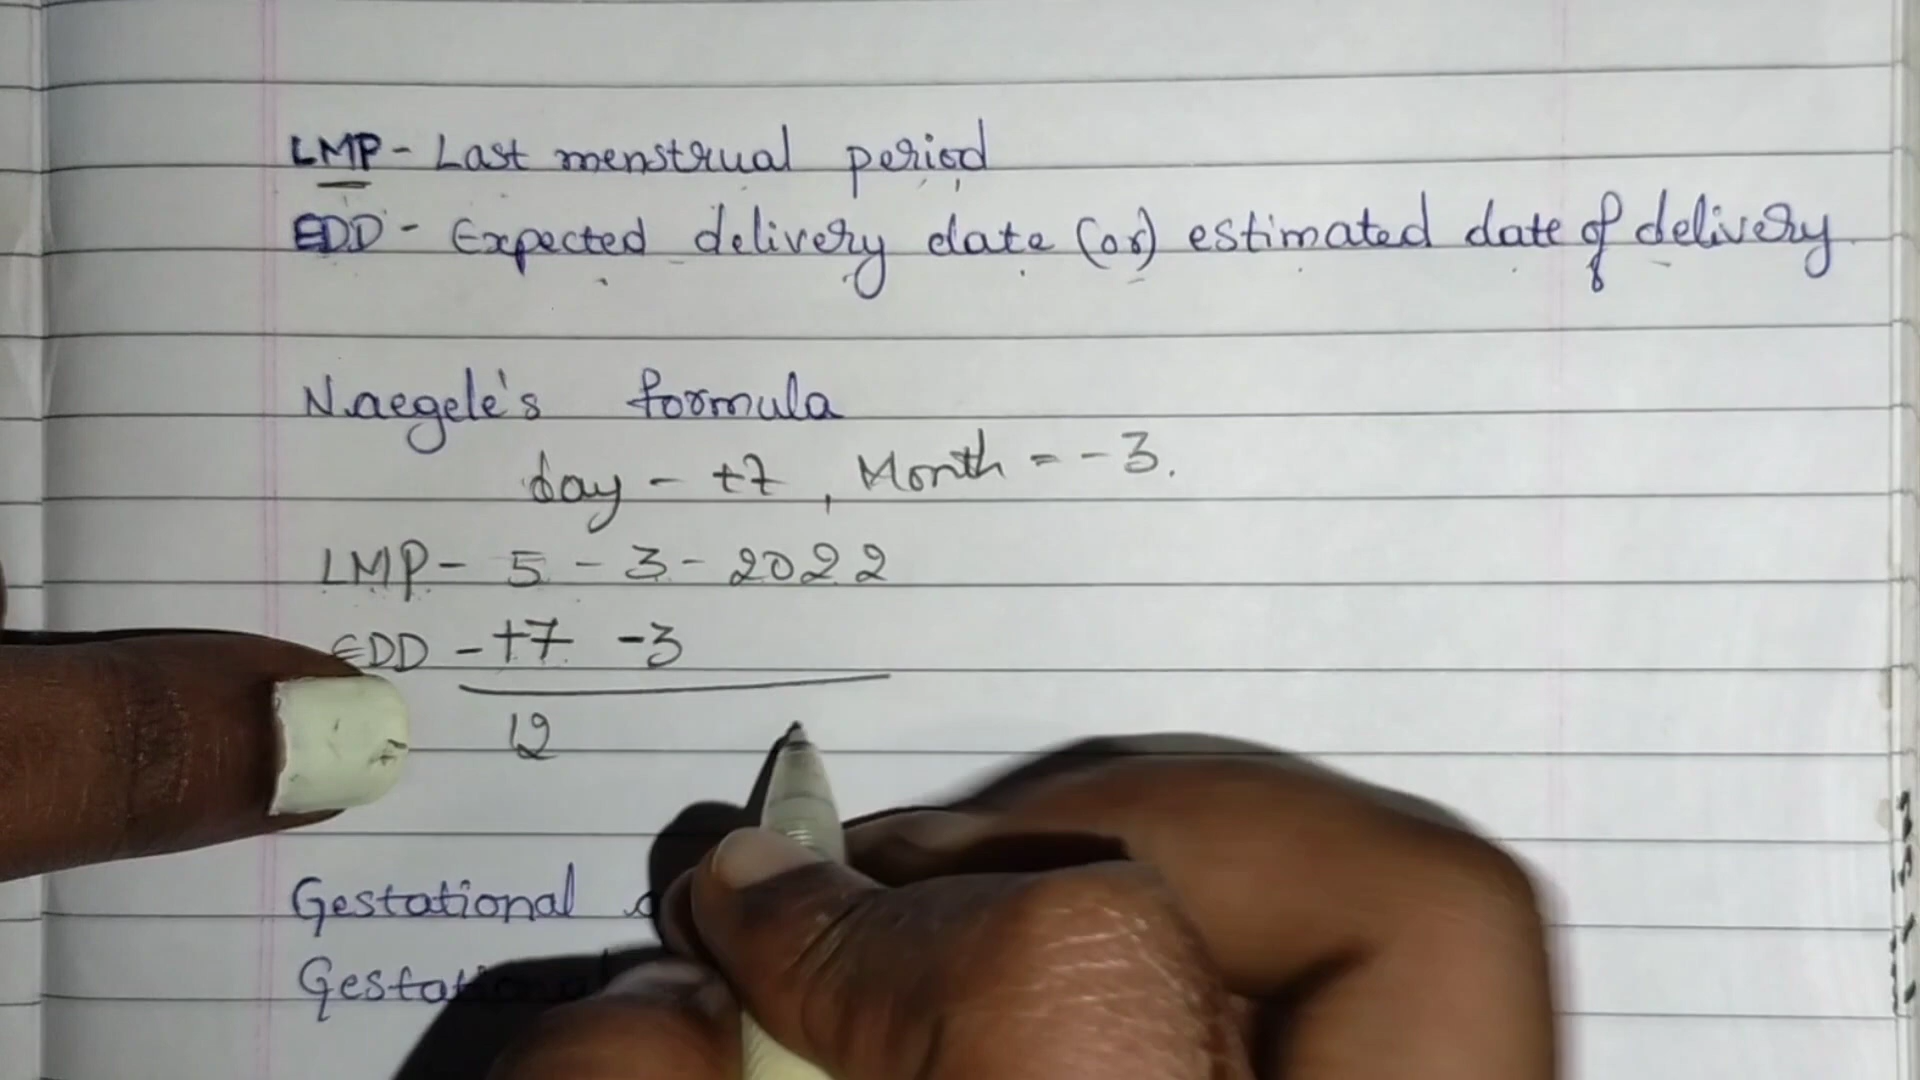 LMP - Last menstrual period
EDD - Expected delivery date (or) estimated date of delivery
Naegele's formula
day - +7, Month = -3.
LMP - 5 - 3 - 2022
EDD - +7 -3
12
Gestational